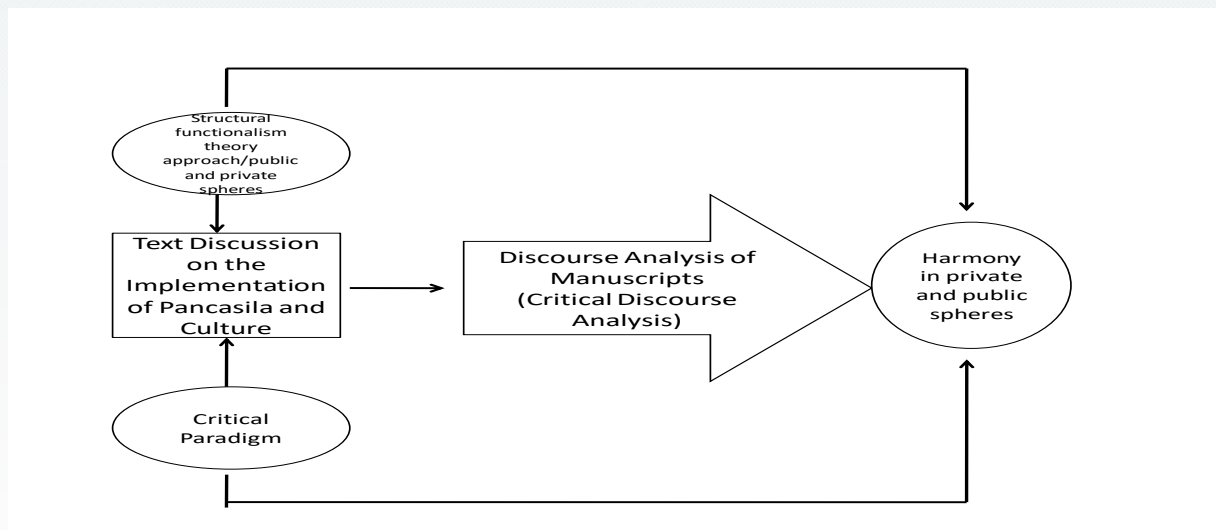 Structural
functionalism
theory
approach/public
and private
spheres
Text Discussion
on the
Implementation
of Pancasila and
Culture
Discourse Analysis of
Manuscripts
(Critical Discourse
Analysis)
Harmony
in private
and public
spheres
Critical
Paradigm